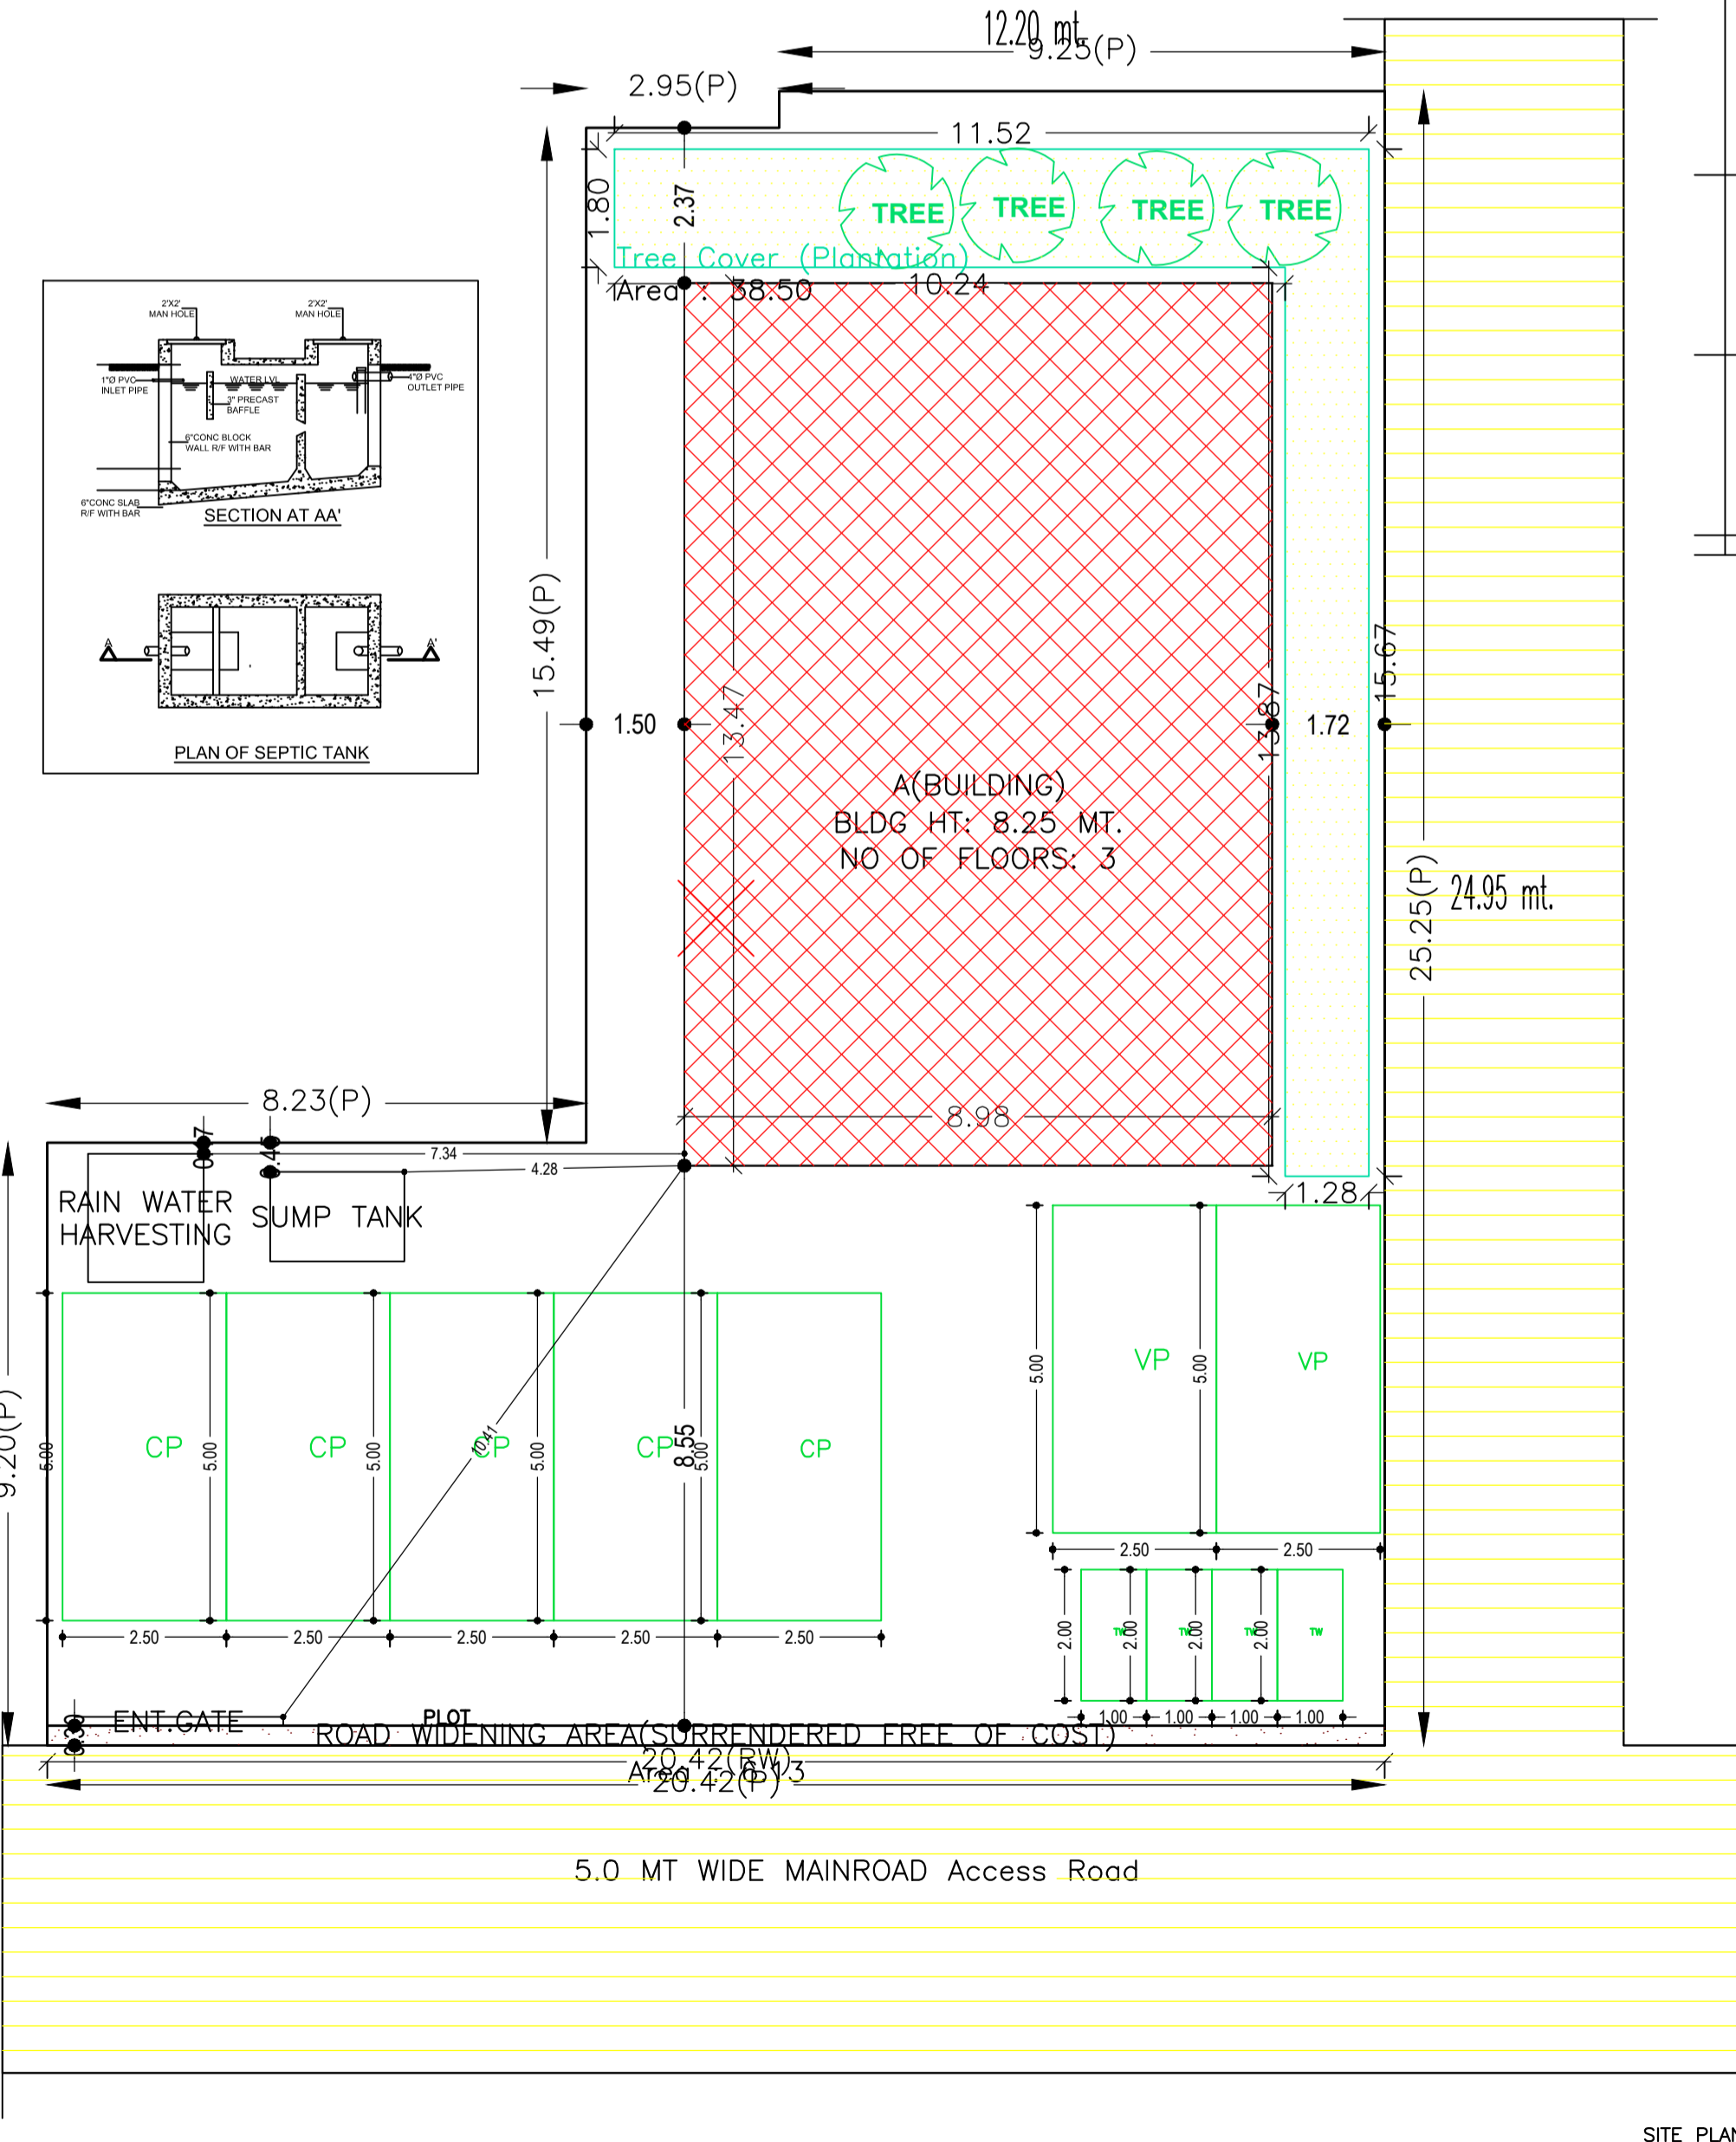 12.20 mt.
9.25(P)
2.95(P)
11.52
1.80
2.37
TREE
TREE
TREE
TREE
Tree Cover (Plantation)
Area : 38.50
10.24
2'X2'
MAN HOLE
2'X2'
MAN HOLE
1"Ø PVC
INLET PIPE
WATER LVL
3" PRECAST
BAFFLE
OUTLET PIPE
6"CONC BLOCK
WALL R/F WITH BAR
6"CONC SLAB
R/F WITH BAR
SECTION AT AA'
A
A'
PLAN OF SEPTIC TANK
15.49(P)
1.50
13.47
13.87
1.72
15.67
A(BUILDING)
BLDG HT: 8.25 MT.
NO OF FLOORS: 3
25.25(P)
24.95 mt.
8.23(P)
8.98
7.34
4.28
1.28
RAIN WATER
HARVESTING
SUMP TANK
9.20(P)
5.00
CP
5.00
CP
5.00
CP
10.41
5.00
CP
8.55
5.00
CP
5.00
VP
5.00
VP
2.50
2.50
2.50
2.50
2.50
2.50
2.50
2.00
TW
2.00
TW
2.00
TW
2.00
TW
1.00
1.00
1.00
1.00
ENT.GATE
PLOT
ROAD WIDENING AREA(SURRENDERED FREE OF COST)
20.42(RW)
20.42(P)
5.0 MT WIDE MAINROAD Access Road
SITE PLAN